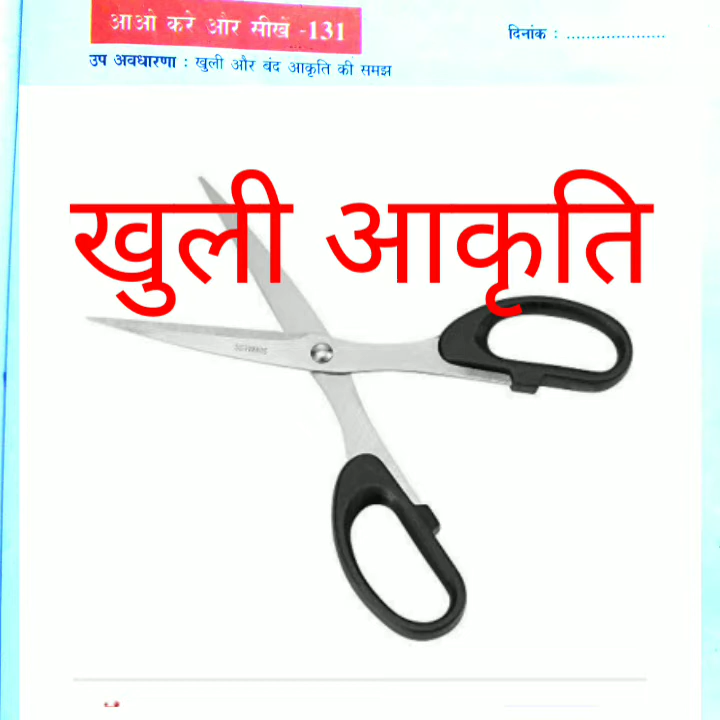 आओ करे और सीखें -131
दिनांक : ....................
उप अवधारणा : खुली और बंद आकृति की समझ
खुली आकृति